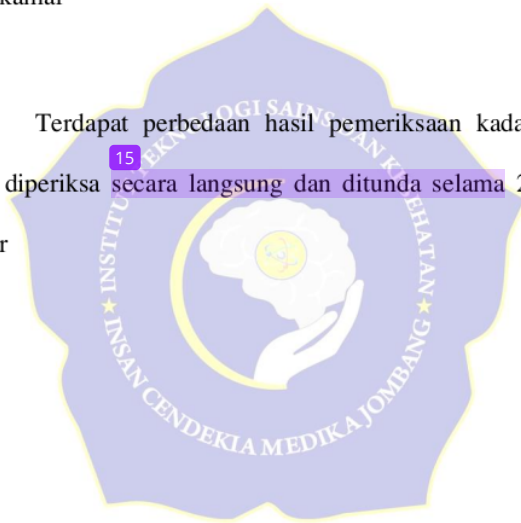 Terdapat perbedaan hasil pemeriksaan kada
15
diperiksa secara langsung dan ditunda selama 2
r
INSTITUT TEKNOLOGI SAINS DAN KESEHATAN
INSAN CENDEKIA MEDIKA JOMBANG